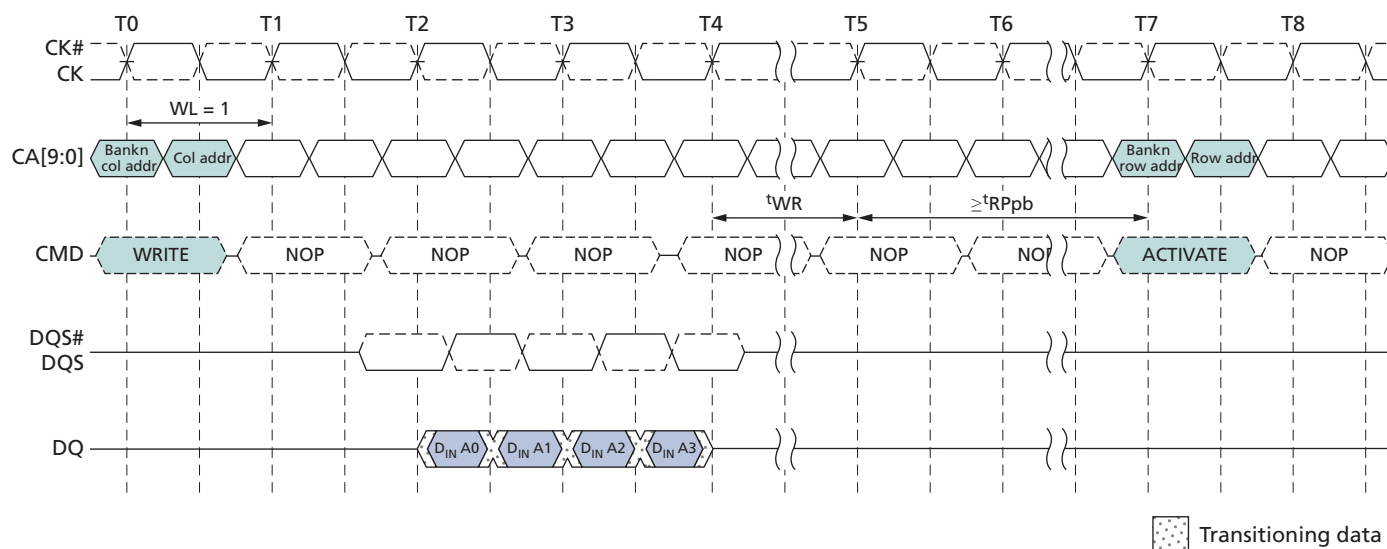 T0 T1 T2 T3 T4 T5 T6 T7 T8
CK#
CK
WL = 1
CA[9:0]
Bankn col addr
Col addr
Bankn row addr
Row addr
tWR
≥tRPpb
CMD
WRITE NOP NOP NOP NOP NOP NOP ACTIVATE NOP
DQS#
DQS
DQ
DIN A0 DIN A1 DIN A2 DIN A3
Transitioning data